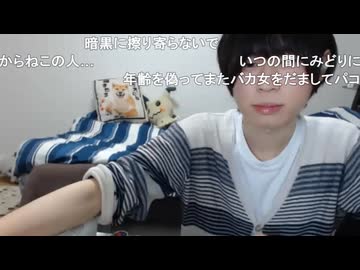 暗黒に擦り寄らないで
からねこの人…
いつの間にみどりに
年齢を偽ってまたバカ女をだましてパコ